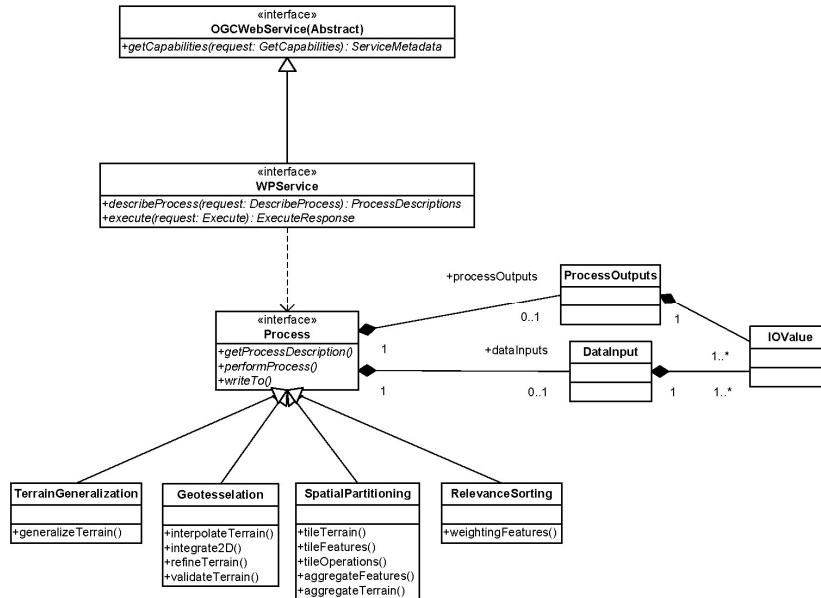 «interface»
OGCWebService(Abstract)
+getCapabilities(request: GetCapabilities): ServiceMetadata
«interface»
WPService
+describeProcess(request: DescribeProcess): ProcessDescriptions
+execute(request: Execute): ExecuteResponse
+processOutputs
ProcessOutputs
0..1
1
«interface»
Process
+getProcessDescription()
+performProcess()
+writeTo()
1
+dataInputs
DataInput
1
0..1
1
1..*
1..*
IOValue
TerrainGeneralization
+generalizeTerrain()
Geotesselation
+interpolateTerrain()
+integrate2D()
+refineTerrain()
+validateTerrain()
SpatialPartitioning
+tileTerrain()
+tileFeatures()
+tileOperations()
+aggregateFeatures()
+aggregateTerrain()
RelevanceSorting
+weightingFeatures()